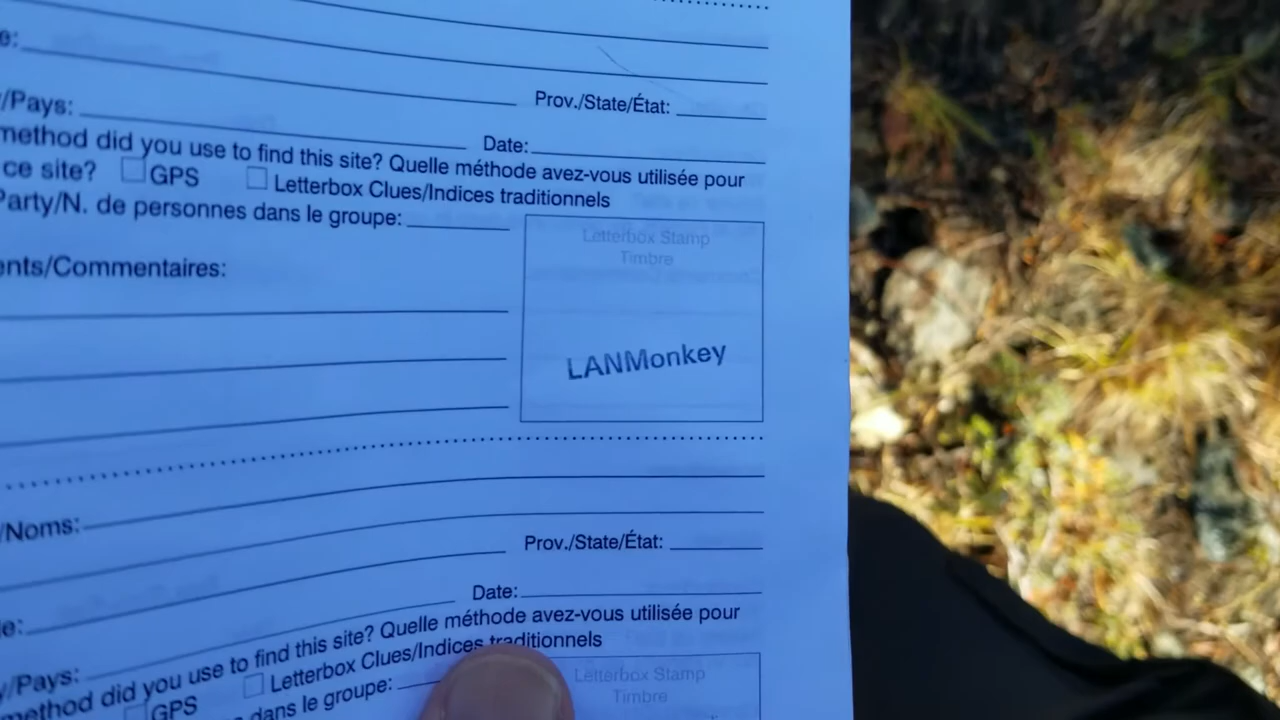 e:
Prov./State/État:
/Pays:
Date:
method did you use to find this site? Quelle méthode avez-vous utilisée pour
ce site? GPS Letterbox Clues/Indices traditionnels
Party/N. de personnes dans le groupe:
Letterbox Stamp
Timbre
ents/Commentaires:
LANMonkey
/Noms:
Prov./State/État:
e:
Date:
y/Pays:
method did you use to find this site? Quelle méthode avez-vous utilisée pour
GPS Letterbox Clues/Indices traditionnels
dans le groupe:
Letterbox Stamp
Timbre